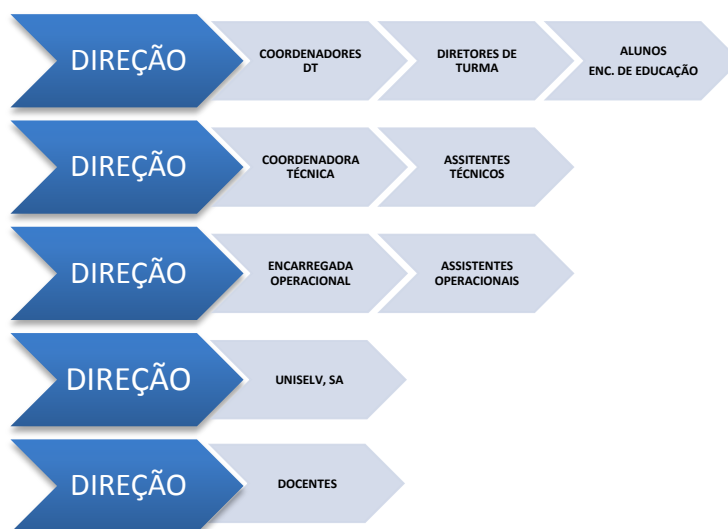 DIREÇÃO
COORDENADORES
DT
DIRETORES DE
TURMA
ALUNOS
ENC. DE EDUCAÇÃO
DIREÇÃO
COORDENADORA
TÉCNICA
ASSITENTES
TÉCNICOS
DIREÇÃO
ENCARREGADA
OPERACIONAL
ASSISTENTES
OPERACIONAIS
DIREÇÃO
UNISELV, SA
DIREÇÃO
DOCENTES